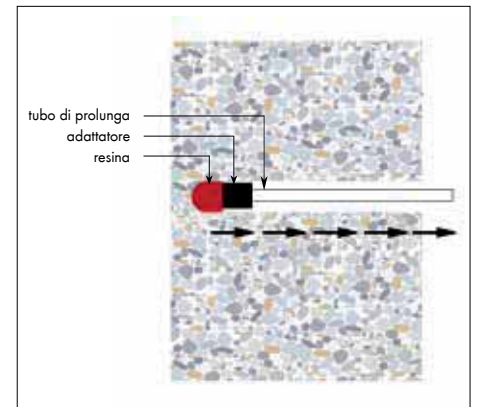 tubo di prolunga
adattatore
resina